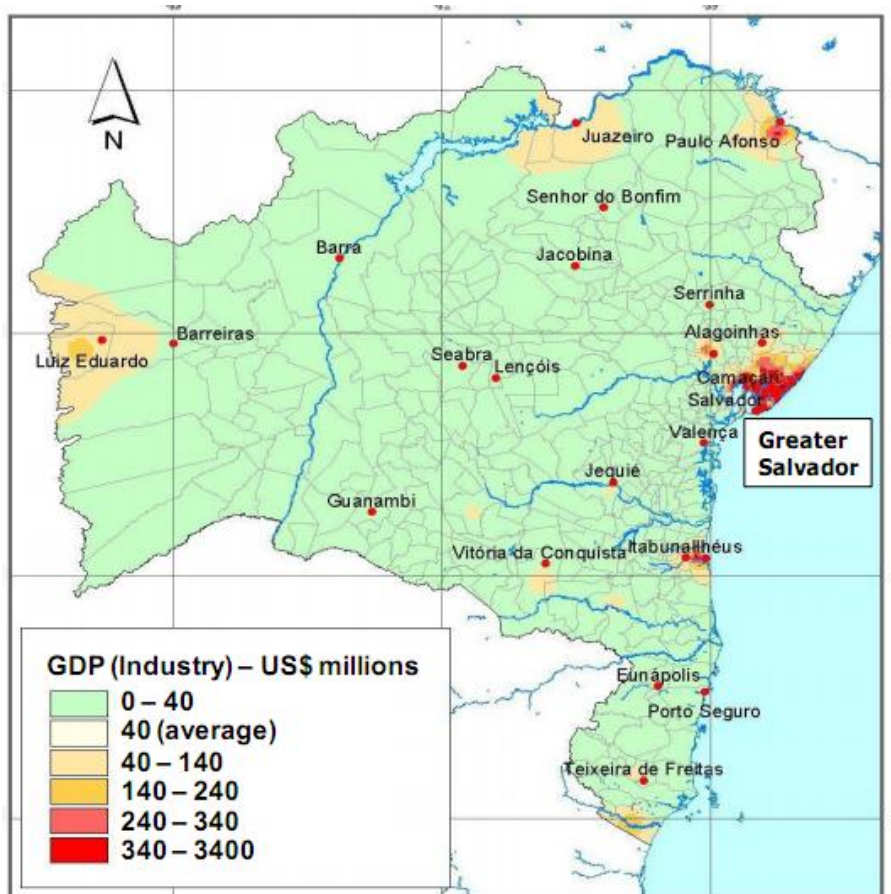 N
Juazeiro
Paulo Afonso
Senhor do Bonfim
Barra
Jacobina
Serrinha
Alagoinhas
Barreiras
Luiz Eduardo
Seabra
Lençóis
Camaçari
Salvador
Valença
Greater
Salvador
Jequié
Guanambi
Vitória da Conquista
Itabuna
Ilhéus
Eunápolis
Porto Seguro
Teixeira de Freitas
GDP (Industry) – US$ millions
0 – 40
40 (average)
40 – 140
140 – 240
240 – 340
340 – 3400